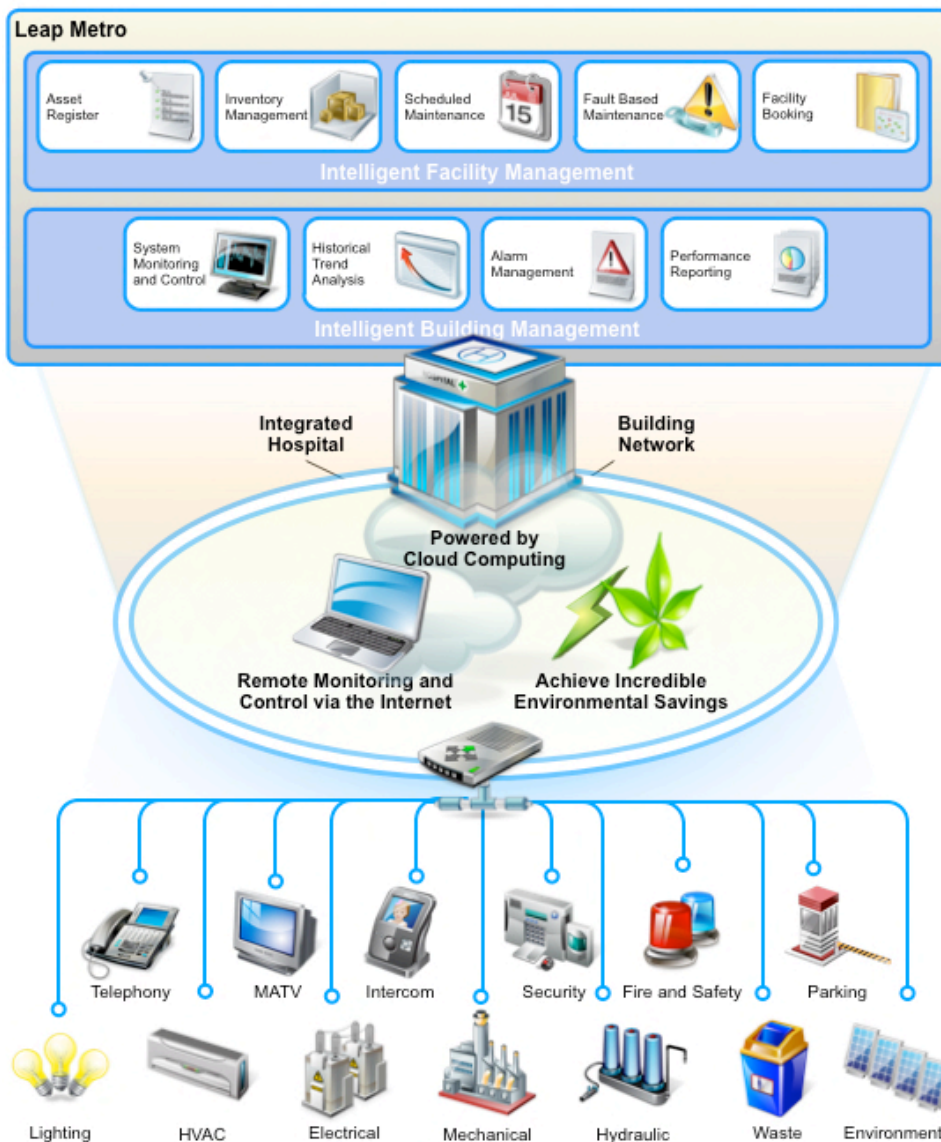 Leap Metro
Asset
Register
Inventory
Management
Scheduled
Maintenance
15
Fault Based
Maintenance
Facility
Booking
Intelligent Facility Management
System
Monitoring
and Control
Historical
Trend
Analysis
Alarm
Management
Performance
Reporting
Intelligent Building Management
H
HOSPITAL
Integrated
Hospital
Building
Network
Powered by
Cloud Computing
Remote Monitoring and
Control via the Internet
Achieve Incredible
Environmental Savings
Telephony
MATV
Intercom
Security
Fire and Safety
Parking
Lighting
HVAC
Electrical
Mechanical
Hydraulic
Waste
Environment